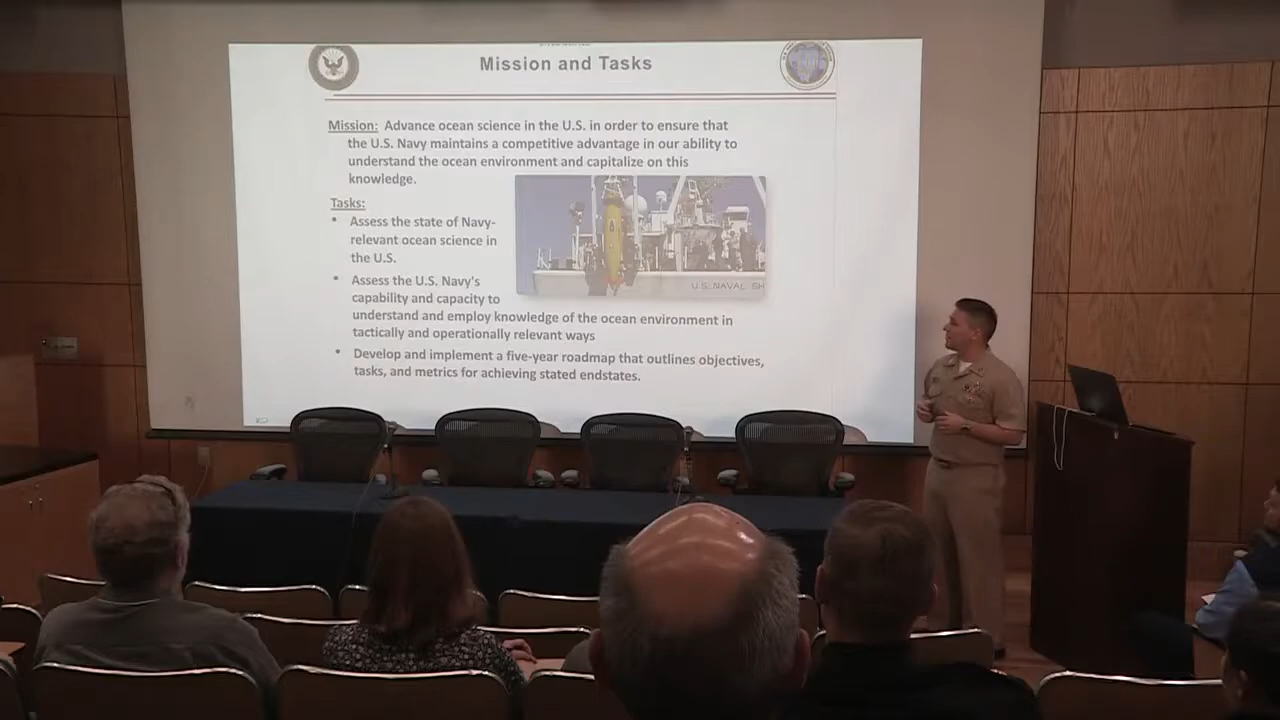 Mission and Tasks
Mission: Advance ocean science in the U.S. in order to ensure that
the U.S. Navy maintains a competitive advantage in our ability to
understand the ocean environment and capitalize on this
knowledge.
Tasks:
• Assess the state of Navy-
relevant ocean science in
the U.S.
• Assess the U.S. Navy's
capability and capacity to
understand and employ knowledge of the ocean environment in
tactically and operationally relevant ways
• Develop and implement a five-year roadmap that outlines objectives,
tasks, and metrics for achieving stated endstates.
U.S. NAVAL SH